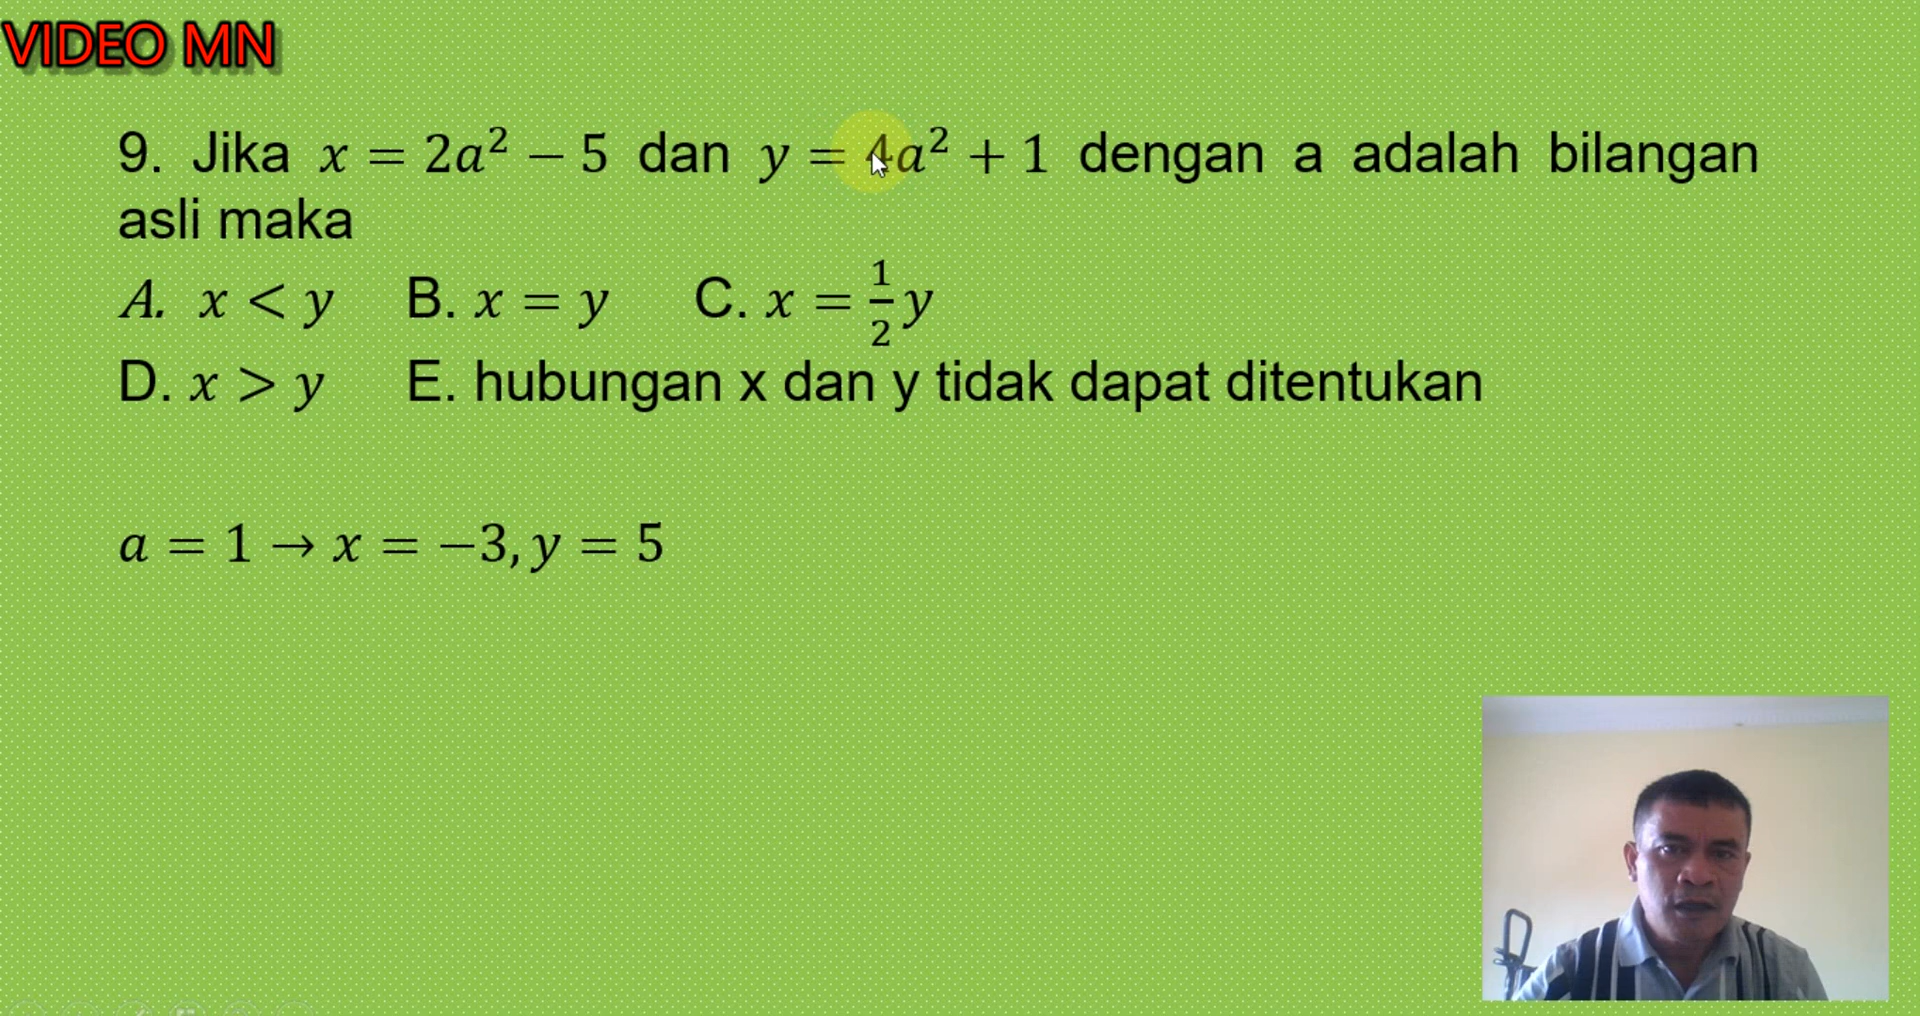 VIDEO MN
9. Jika x = 2a² − 5 dan y = 4a² + 1 dengan a adalah bilangan
asli maka
A. x < y B. x = y C. x = 1/2 y
D. x > y E. hubungan x dan y tidak dapat ditentukan
a = 1 → x = −3, y = 5